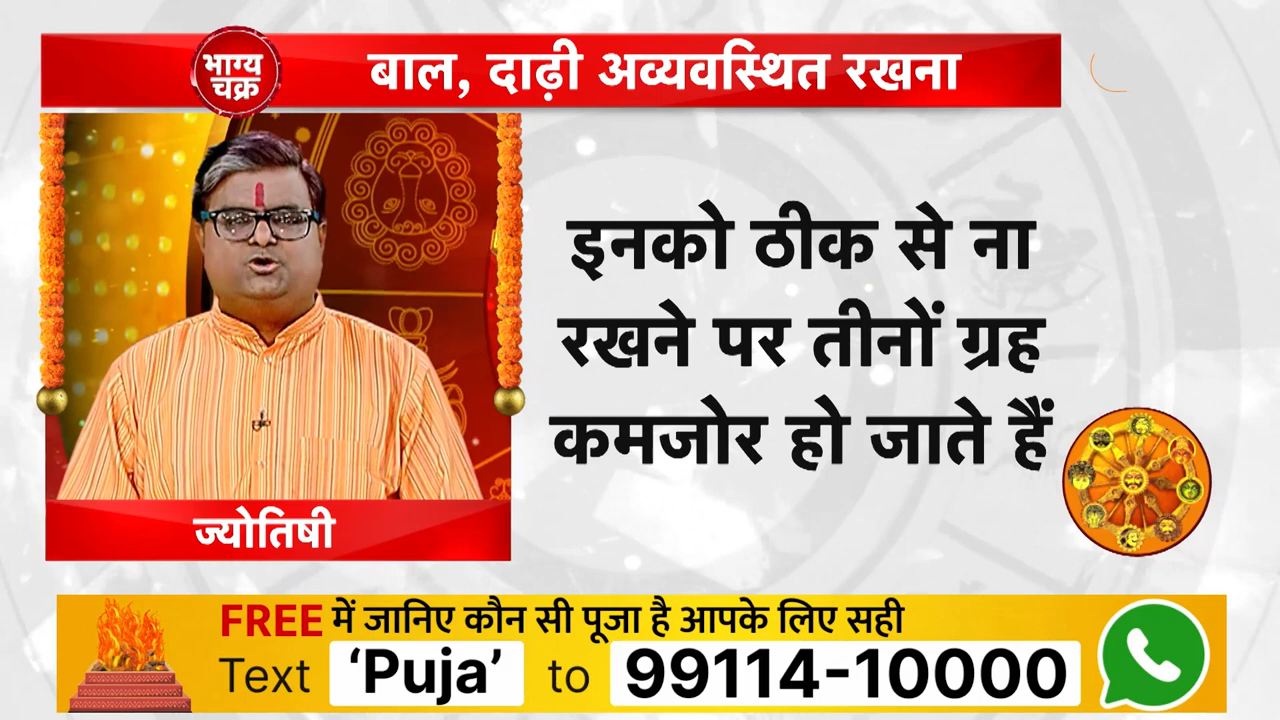 भाग्य
चक्र
बाल, दाढ़ी अव्यवस्थित रखना
इनको ठीक से ना
रखने पर तीनों ग्रह
कमजोर हो जाते हैं
ज्योतिषी
FREE में जानिए कौन सी पूजा है आपके लिए सही
Text ‘Puja’ to 99114-10000